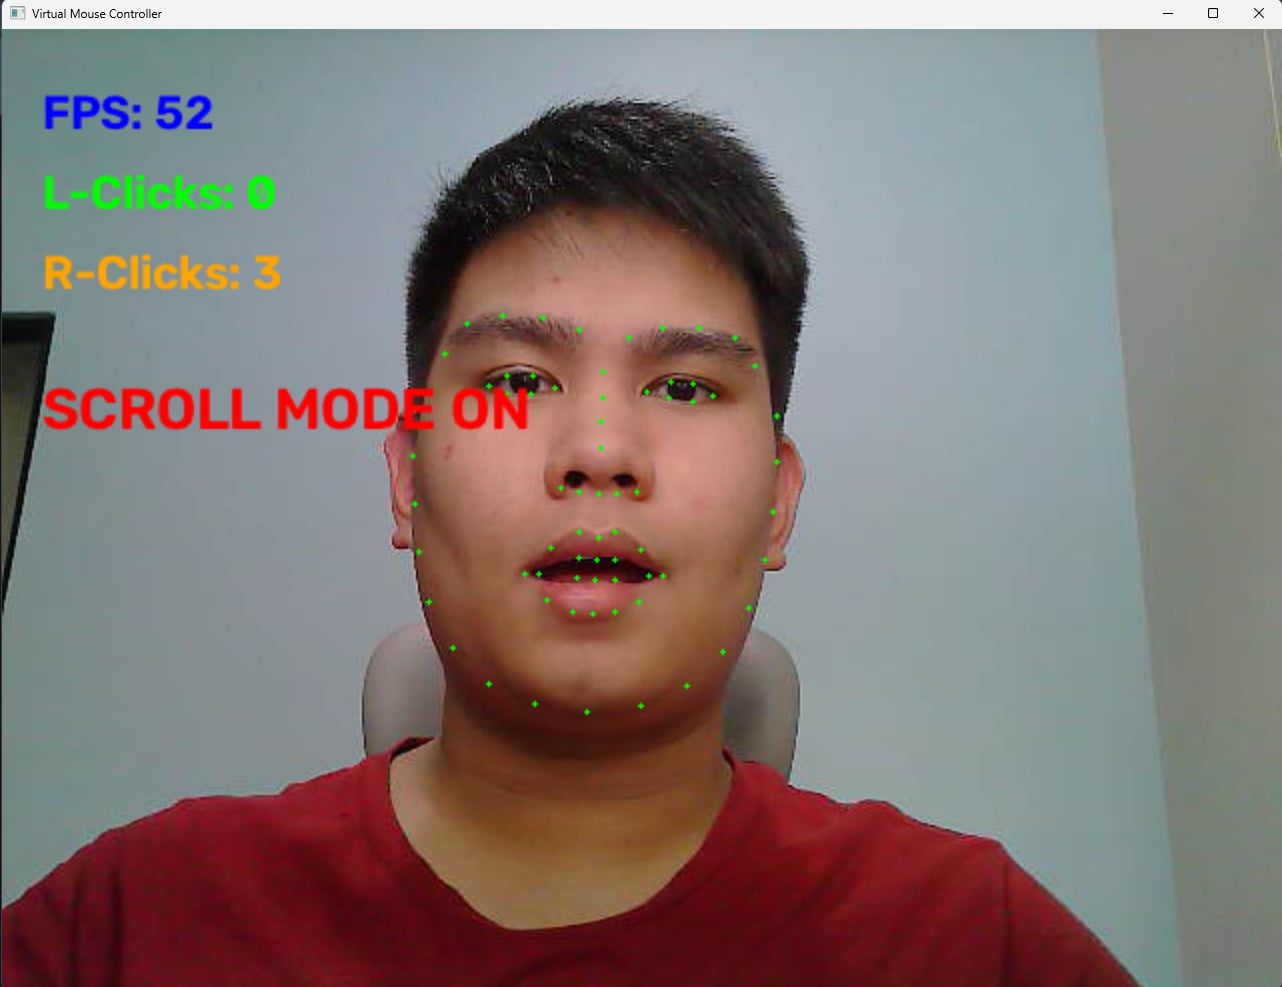 Virtual Mouse Controller
FPS: 52
L-Clicks: 0
R-Clicks: 3
SCROLL MODE ON